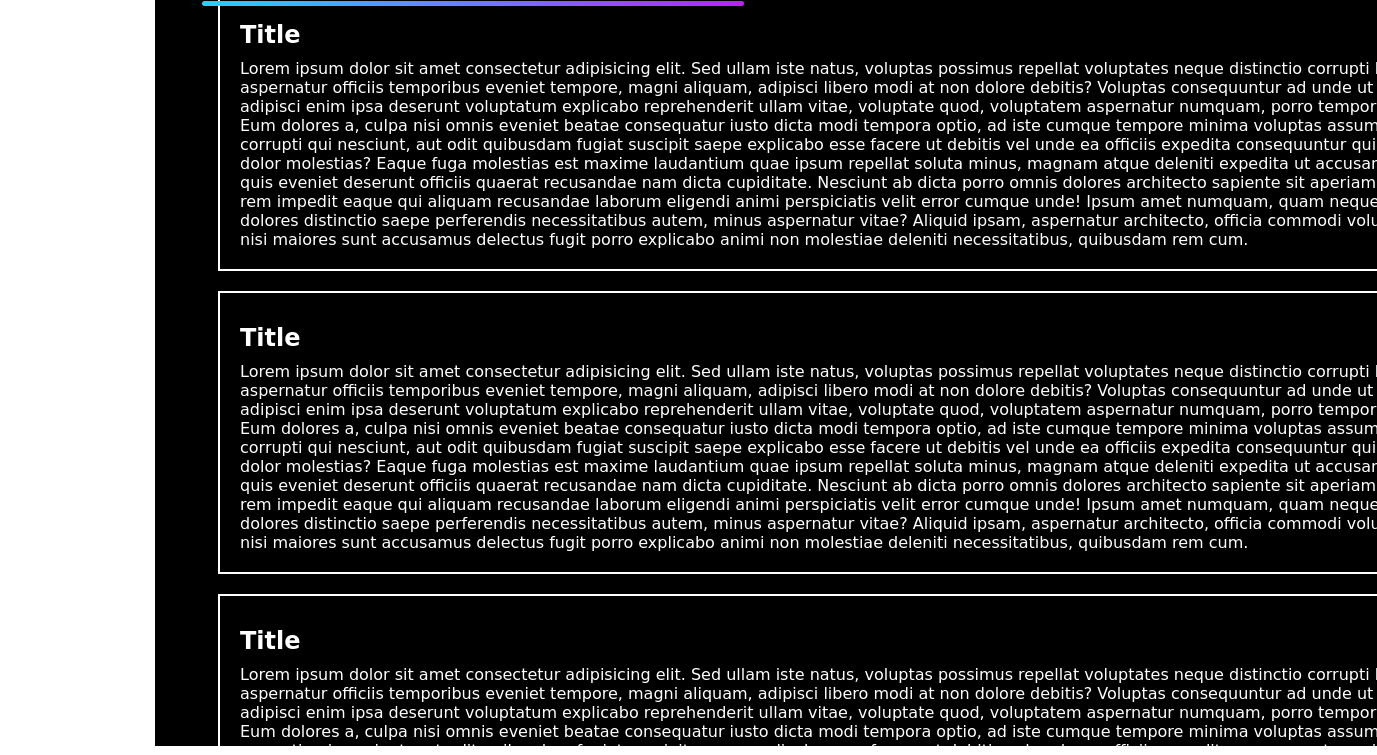 Title
Lorem ipsum dolor sit amet consectetur adipisicing elit. Sed ullam iste natus, voluptas possimus repellat voluptates neque distinctio corrupti
aspernatur officiis temporibus eveniet tempore, magni aliquam, adipisci libero modi at non dolore debitis? Voluptas consequuntur ad unde ut
adipisci enim ipsa deserunt voluptatum explicabo reprehenderit ullam vitae, voluptate quod, voluptatem aspernatur numquam, porro tempor
Eum dolores a, culpa nisi omnis eveniet beatae consequatur iusto dicta modi tempora optio, ad iste cumque tempore minima voluptas assum
corrupti qui nesciunt, aut odit quibusdam fugiat suscipit saepe explicabo esse facere ut debitis vel unde ea officiis expedita consequuntur qui
dolor molestias? Eaque fuga molestias est maxime laudantium quae ipsum repellat soluta minus, magnam atque deleniti expedita ut accusan
quis eveniet deserunt officiis quaerat recusandae nam dicta cupiditate. Nesciunt ab dicta porro omnis dolores architecto sapiente sit aperiam
rem impedit eaque qui aliquam recusandae laborum eligendi animi perspiciatis velit error cumque unde! Ipsum amet numquam, quam neque
dolores distinctio saepe perferendis necessitatibus autem, minus aspernatur vitae? Aliquid ipsam, aspernatur architecto, officia commodi volu
nisi maiores sunt accusamus delectus fugit porro explicabo animi non molestiae deleniti necessitatibus, quibusdam rem cum.
Title
Lorem ipsum dolor sit amet consectetur adipisicing elit. Sed ullam iste natus, voluptas possimus repellat voluptates neque distinctio corrupti
aspernatur officiis temporibus eveniet tempore, magni aliquam, adipisci libero modi at non dolore debitis? Voluptas consequuntur ad unde ut
adipisci enim ipsa deserunt voluptatum explicabo reprehenderit ullam vitae, voluptate quod, voluptatem aspernatur numquam, porro tempor
Eum dolores a, culpa nisi omnis eveniet beatae consequatur iusto dicta modi tempora optio, ad iste cumque tempore minima voluptas assum
corrupti qui nesciunt, aut odit quibusdam fugiat suscipit saepe explicabo esse facere ut debitis vel unde ea officiis expedita consequuntur qui
dolor molestias? Eaque fuga molestias est maxime laudantium quae ipsum repellat soluta minus, magnam atque deleniti expedita ut accusan
quis eveniet deserunt officiis quaerat recusandae nam dicta cupiditate. Nesciunt ab dicta porro omnis dolores architecto sapiente sit aperiam
rem impedit eaque qui aliquam recusandae laborum eligendi animi perspiciatis velit error cumque unde! Ipsum amet numquam, quam neque
dolores distinctio saepe perferendis necessitatibus autem, minus aspernatur vitae? Aliquid ipsam, aspernatur architecto, officia commodi volu
nisi maiores sunt accusamus delectus fugit porro explicabo animi non molestiae deleniti necessitatibus, quibusdam rem cum.
Title
Lorem ipsum dolor sit amet consectetur adipisicing elit. Sed ullam iste natus, voluptas possimus repellat voluptates neque distinctio corrupti
aspernatur officiis temporibus eveniet tempore, magni aliquam, adipisci libero modi at non dolore debitis? Voluptas consequuntur ad unde ut
adipisci enim ipsa deserunt voluptatum explicabo reprehenderit ullam vitae, voluptate quod, voluptatem aspernatur numquam, porro tempor
Eum dolores a, culpa nisi omnis eveniet beatae consequatur iusto dicta modi tempora optio, ad iste cumque tempore minima voluptas assum